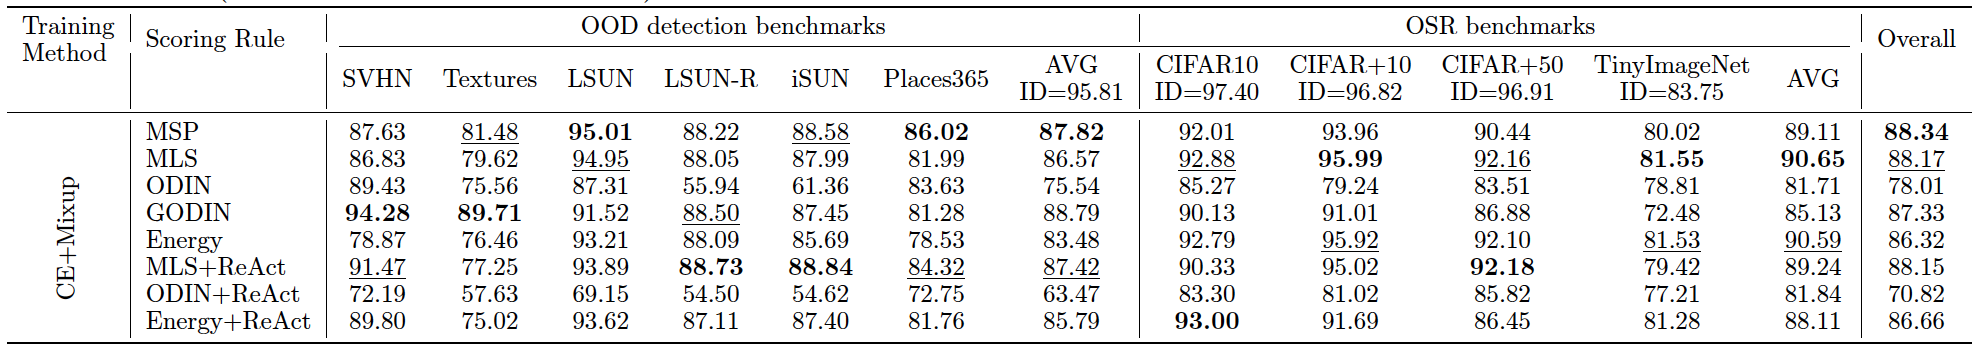 Training Method Scoring Rule OOD detection benchmarks OSR benchmarks Overall
SVHN Textures LSUN LSUN-R iSUN Places365 AVG ID=95.81 CIFAR10 ID=97.40 CIFAR+10 ID=96.82 CIFAR+50 ID=96.91 TinyImageNet ID=83.75 AVG
CE+Mixup
MSP 87.63 81.48 95.01 88.22 88.58 86.02 87.82 92.01 93.96 90.44 80.02 89.11 88.34
MLS 86.83 79.62 94.95 88.05 87.99 81.99 86.57 92.88 95.99 92.16 81.55 90.65 88.17
ODIN 89.43 75.56 87.31 55.94 61.36 83.63 75.54 85.27 79.24 83.51 78.81 81.71 78.01
GODIN 94.28 89.71 91.52 88.50 87.45 81.28 88.79 90.13 91.01 86.88 72.48 85.13 87.33
Energy 78.87 76.46 93.21 88.09 85.69 78.53 83.48 92.79 95.92 92.10 81.53 90.59 86.32
MLS+ReAct 91.47 77.25 93.89 88.73 88.84 84.32 87.42 90.33 95.02 92.18 79.42 89.24 88.15
ODIN+ReAct 72.19 57.63 69.15 54.50 54.62 72.75 63.47 83.30 81.02 85.82 77.21 81.84 70.82
Energy+ReAct 89.80 75.02 93.62 87.11 87.40 81.76 85.79 93.00 91.69 86.45 81.28 88.11 86.66